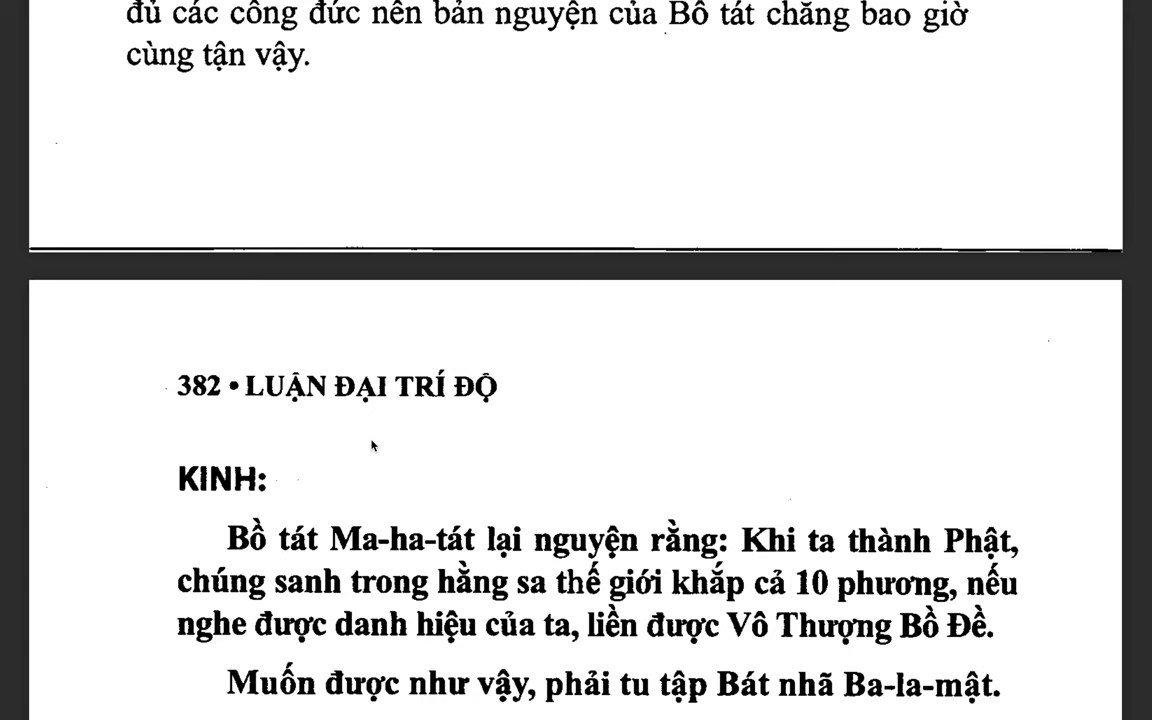 đủ các công đức nên bản nguyện của Bồ tát chẳng bao giờ
cùng tận vậy.
382 • LUẬN ĐẠI TRÍ ĐỘ
KINH:
Bồ tát Ma-ha-tát lại nguyện rằng: Khi ta thành Phật,
chúng sanh trong hằng sa thế giới khắp cả 10 phương, nếu
nghe được danh hiệu của ta, liền được Vô Thượng Bồ Đề.
Muốn được như vậy, phải tu tập Bát nhã Ba-la-mật.